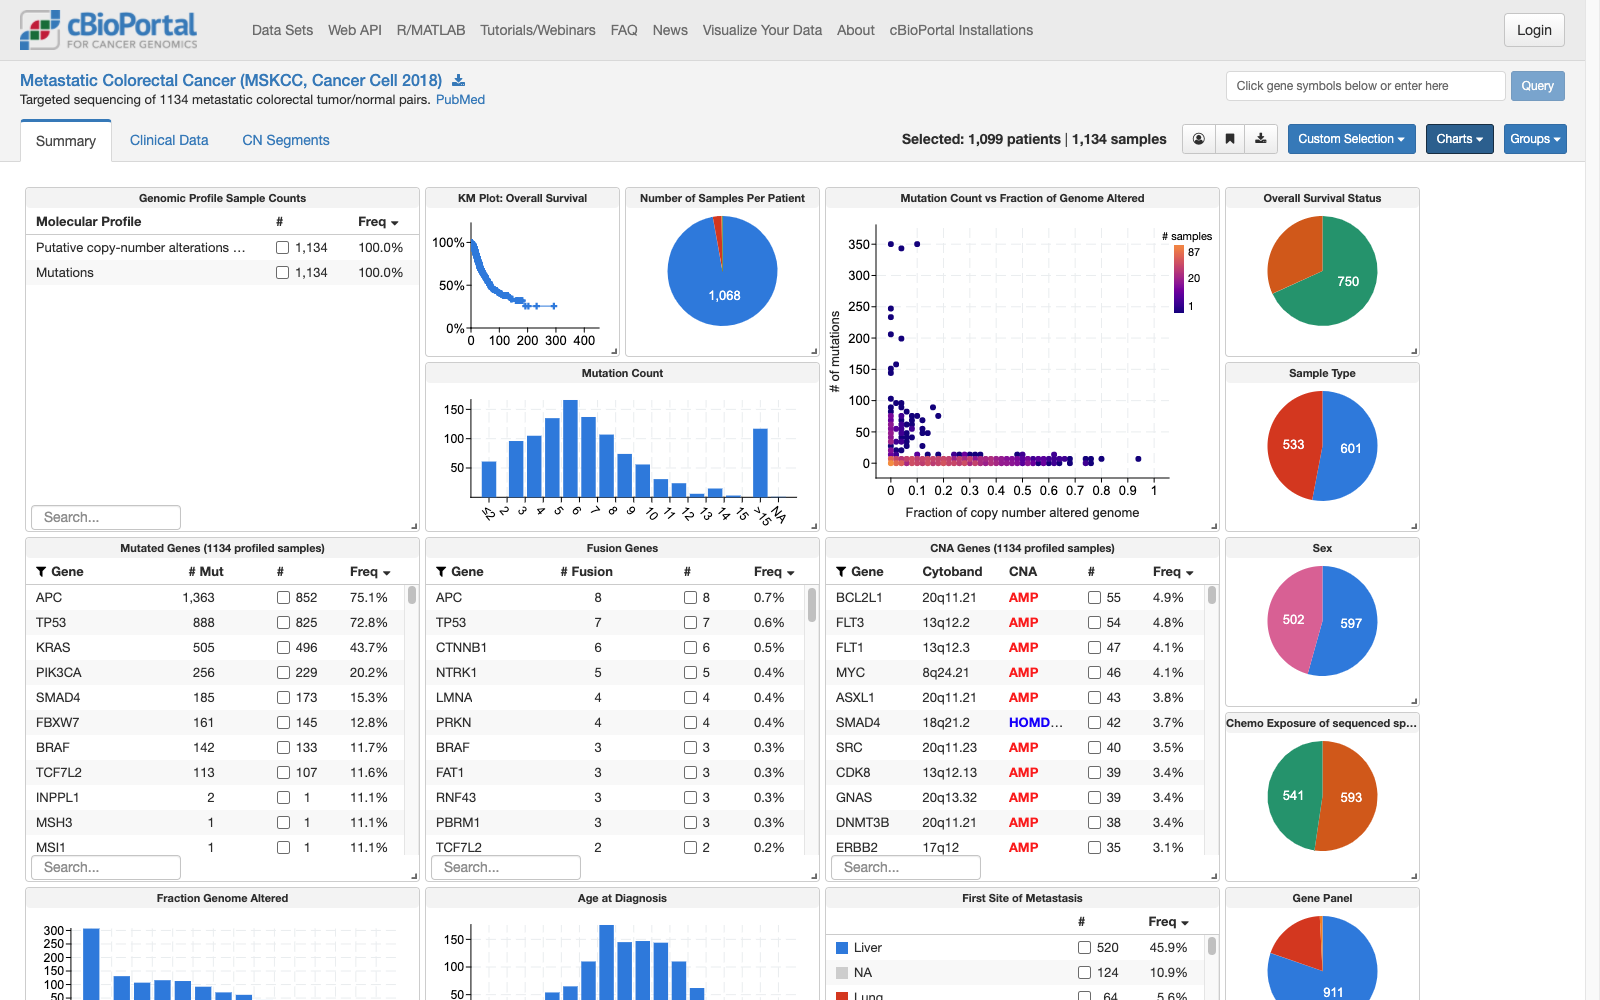 cBioPortal
FOR CANCER GENOMICS
Data Sets Web API R/MATLAB Tutorials/Webinars FAQ News Visualize Your Data About cBioPortal Installations
Login
Metastatic Colorectal Cancer (MSKCC, Cancer Cell 2018)
Targeted sequencing of 1134 metastatic colorectal tumor/normal pairs. PubMed
Click gene symbols below or enter here
Query
Summary Clinical Data CN Segments
Selected: 1,099 patients | 1,134 samples
Custom Selection Charts Groups
Genomic Profile Sample Counts
Molecular Profile # Freq
Putative copy-number alterations ... 1,134 100.0%
Mutations 1,134 100.0%
Search...
KM Plot: Overall Survival
100%
50%
0%
0 100 200 300 400
Number of Samples Per Patient
1,068
Mutation Count
150
100
50
≤2 2 3 4 5 6 7 8 9 10 11 12 13 14 15 >15 NA
Mutation Count vs Fraction of Genome Altered
# samples
87
20
1
# of mutations
350
300
250
200
150
100
50
0
0 0.1 0.2 0.3 0.4 0.5 0.6 0.7 0.8 0.9 1
Fraction of copy number altered genome
Overall Survival Status
750
Sample Type
533 601
Mutated Genes (1134 profiled samples)
Gene # Mut # Freq
APC 1,363 852 75.1%
TP53 888 825 72.8%
KRAS 505 496 43.7%
PIK3CA 256 229 20.2%
SMAD4 185 173 15.3%
FBXW7 161 145 12.8%
BRAF 142 133 11.7%
TCF7L2 113 107 11.6%
INPPL1 2 1 11.1%
MSH3 1 1 11.1%
MSI1 1 1 11.1%
Search...
Fusion Genes
Gene # Fusion # Freq
APC 8 8 0.7%
TP53 7 7 0.6%
CTNNB1 6 6 0.5%
NTRK1 5 5 0.4%
LMNA 4 4 0.4%
PRKN 4 4 0.4%
BRAF 3 3 0.3%
FAT1 3 3 0.3%
RNF43 3 3 0.3%
PBRM1 3 3 0.3%
TCF7L2 2 2 0.2%
Search...
CNA Genes (1134 profiled samples)
Gene Cytoband CNA # Freq
BCL2L1 20q11.21 AMP 55 4.9%
FLT3 13q12.2 AMP 54 4.8%
FLT1 13q12.3 AMP 47 4.1%
MYC 8q24.21 AMP 46 4.1%
ASXL1 20q11.21 AMP 43 3.8%
SMAD4 18q21.2 HOMD... 42 3.7%
SRC 20q11.23 AMP 40 3.5%
CDK8 13q12.13 AMP 39 3.4%
GNAS 20q13.32 AMP 39 3.4%
DNMT3B 20q11.21 AMP 38 3.4%
ERBB2 17q12 AMP 35 3.1%
Search...
Sex
502 597
Chemo Exposure of sequenced sp...
541 593
Fraction Genome Altered
300
250
200
150
100
50
Age at Diagnosis
150
100
50
First Site of Metastasis
# Freq
Liver 520 45.9%
NA 124 10.9%
Lung 64 5.6%
Gene Panel
911